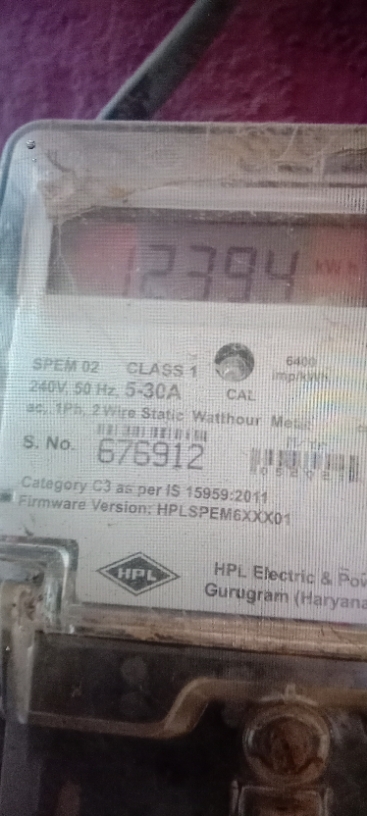 12394 kWh
SPEM 02 CLASS 1
6400
imp/kWh
240V, 50 Hz, 5-30A
CAL
ac, 1Ph, 2 Wire Static Watthour
S. No. 676912
Category C3 as per IS 15959:2011
Firmware Version: HPLSPEM6XXX01
HPL
HPL Electric &
Gurugram (Haryana